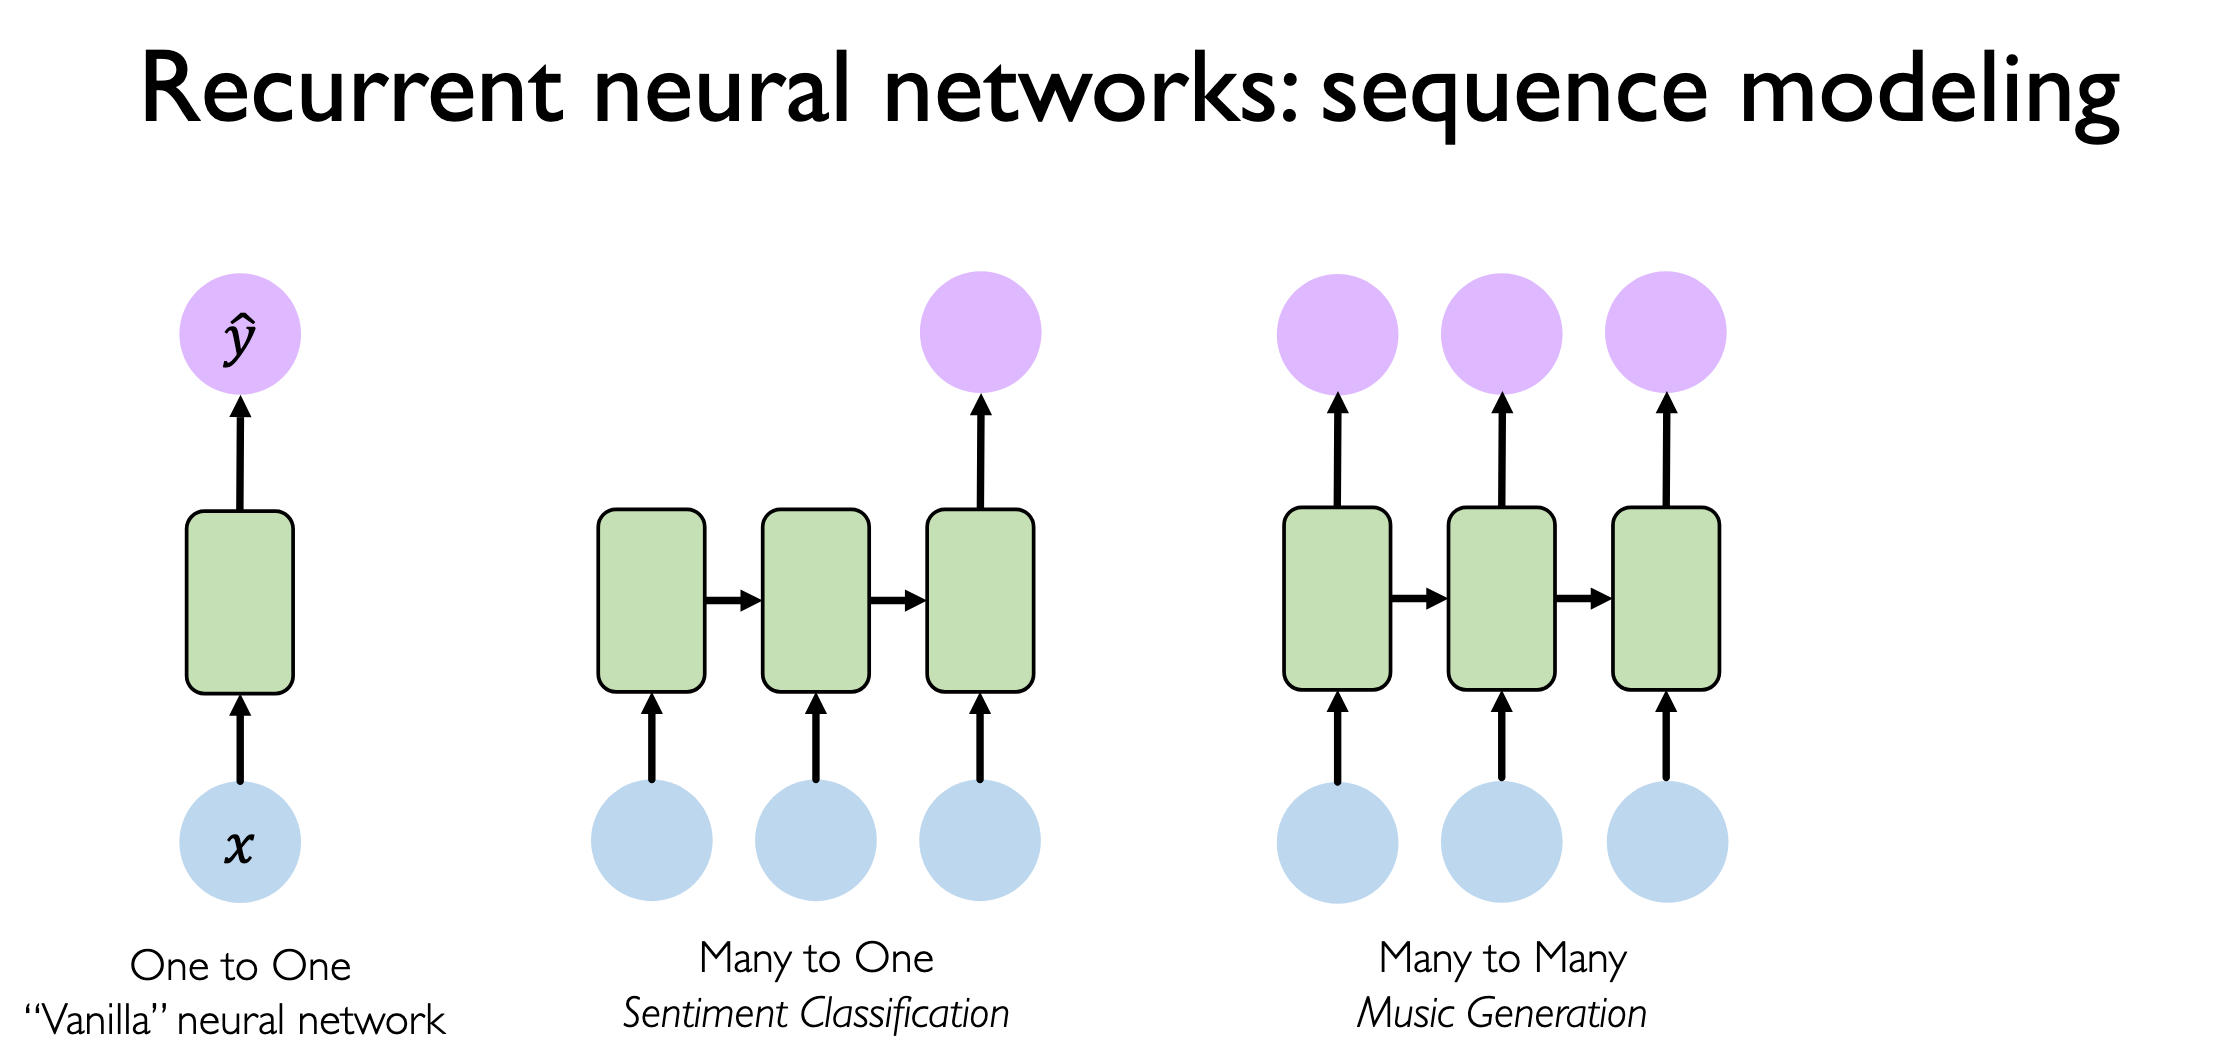 Recurrent neural networks: sequence modeling
ŷ
x
One to One
“Vanilla” neural network
Many to One
Sentiment Classification
Many to Many
Music Generation